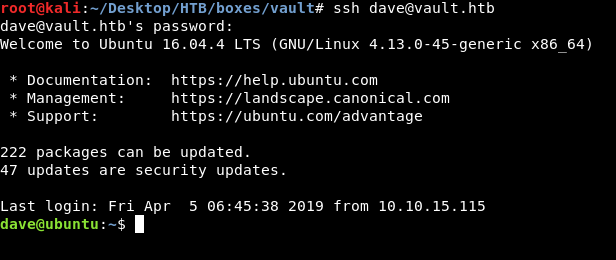 root@kali:~/Desktop/HTB/boxes/vault# ssh dave@vault.htb
dave@vault.htb's password:
Welcome to Ubuntu 16.04.4 LTS (GNU/Linux 4.13.0-45-generic x86_64)

 * Documentation:  https://help.ubuntu.com
 * Management:     https://landscape.canonical.com
 * Support:        https://ubuntu.com/advantage

222 packages can be updated.
47 updates are security updates.

Last login: Fri Apr  5 06:45:38 2019 from 10.10.15.115
dave@ubuntu:~$